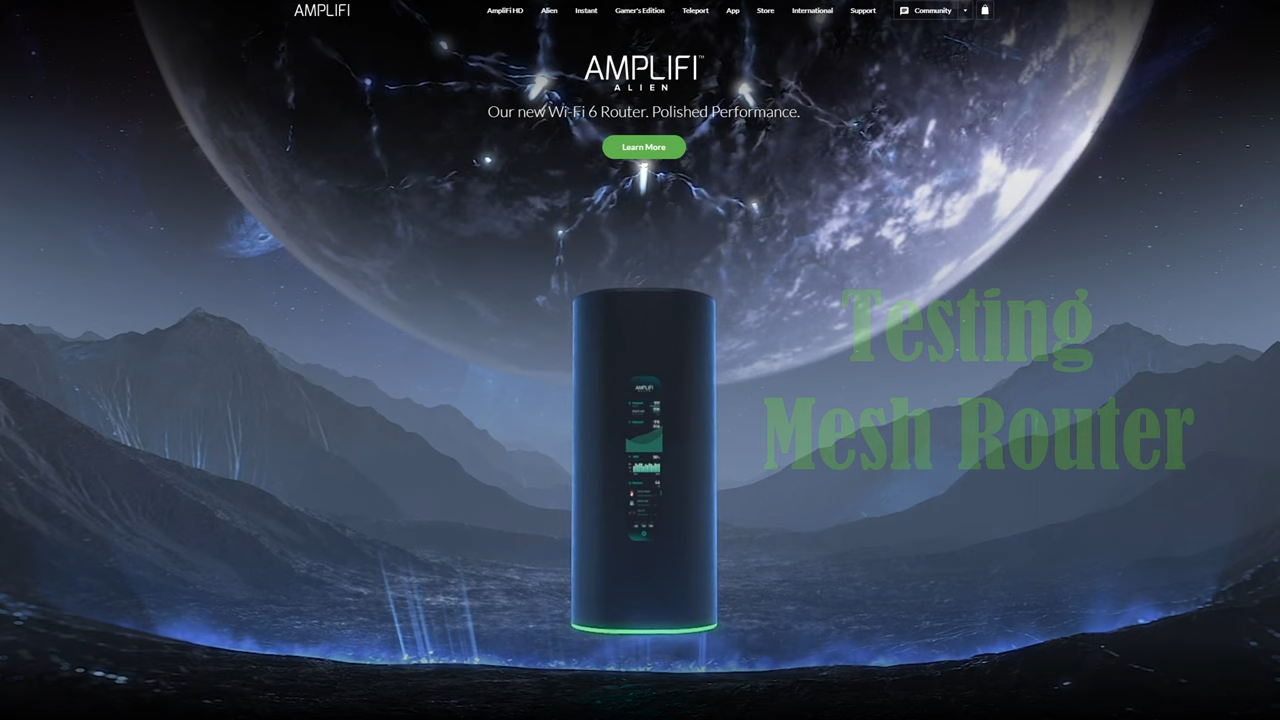 AMPLIFI
AmpliFi HD Alien Instant Gamer's Edition Teleport App Store International Support Community
AMPLIFI™
ALIEN
Our new Wi-Fi 6 Router. Polished Performance.
Learn More
Testing
Mesh Router
AMPLIFI